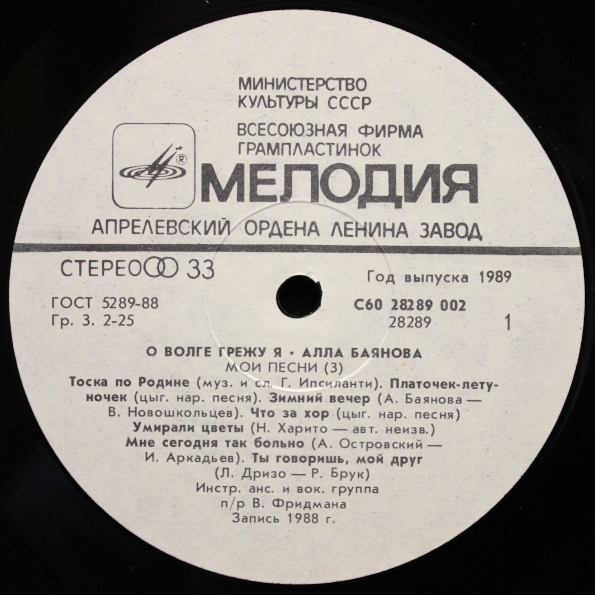 МИНИСТЕРСТВО
КУЛЬТУРЫ СССР
ВСЕСОЮЗНАЯ ФИРМА
ГРАМПЛАСТИНОК
®
МЕЛОДИЯ
АПРЕЛЕВСКИЙ ОРДЕНА ЛЕНИНА ЗАВОД
СТЕРЕО 33
Год выпуска 1989
ГОСТ 5289-88
С60 28289 002
Гр. 3. 2-25
28289
1
О ВОЛГЕ ГРЕЖУ Я • АЛЛА БАЯНОВА
МОИ ПЕСНИ (3)
Тоска по Родине (муз. и сл. Г. Ипсиланти). Платочек-лету-
ночек (цыг. нар. песня). Зимний вечер (А. Баянова —
В. Новошкольцев). Что за хор (цыг. нар. песня)
Умирали цветы (Н. Харито — авт. неизв.)
Мне сегодня так больно (А. Островский —
И. Аркадьев). Ты говоришь, мой друг
(Л. Дризо — Р. Брук)
Инстр. анс. и вок. группа
п/р В. Фридмана
Запись 1988 г.